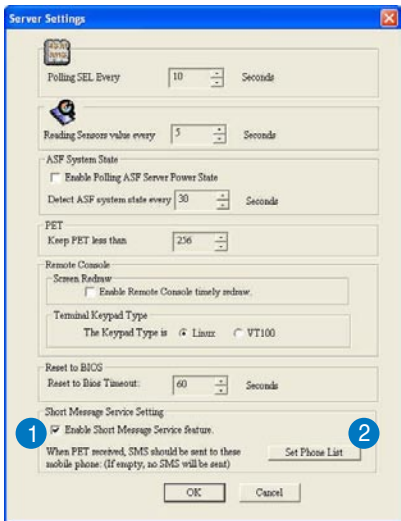 Server Settings
Polling SEL Every 10 Seconds
Reading Sensors value every 5 Seconds
ASF System State
Enable Polling ASF Server Power State
Detect ASF system state every 30 Seconds
PET
Keep PET less than 256
Remote Console
Screen Redraw
Enable Remote Console timely redraw.
Terminal Keypad Type
The Keypad Type is Linux VT100
Reset to BIOS
Reset to Bios Timeout: 60 Seconds
Short Message Service Setting
1 Enable Short Message Service feature. 2
When PET received, SMS should be sent to these
mobile phone: (If empty, no SMS will be sent)
Set Phone List
OK Cancel